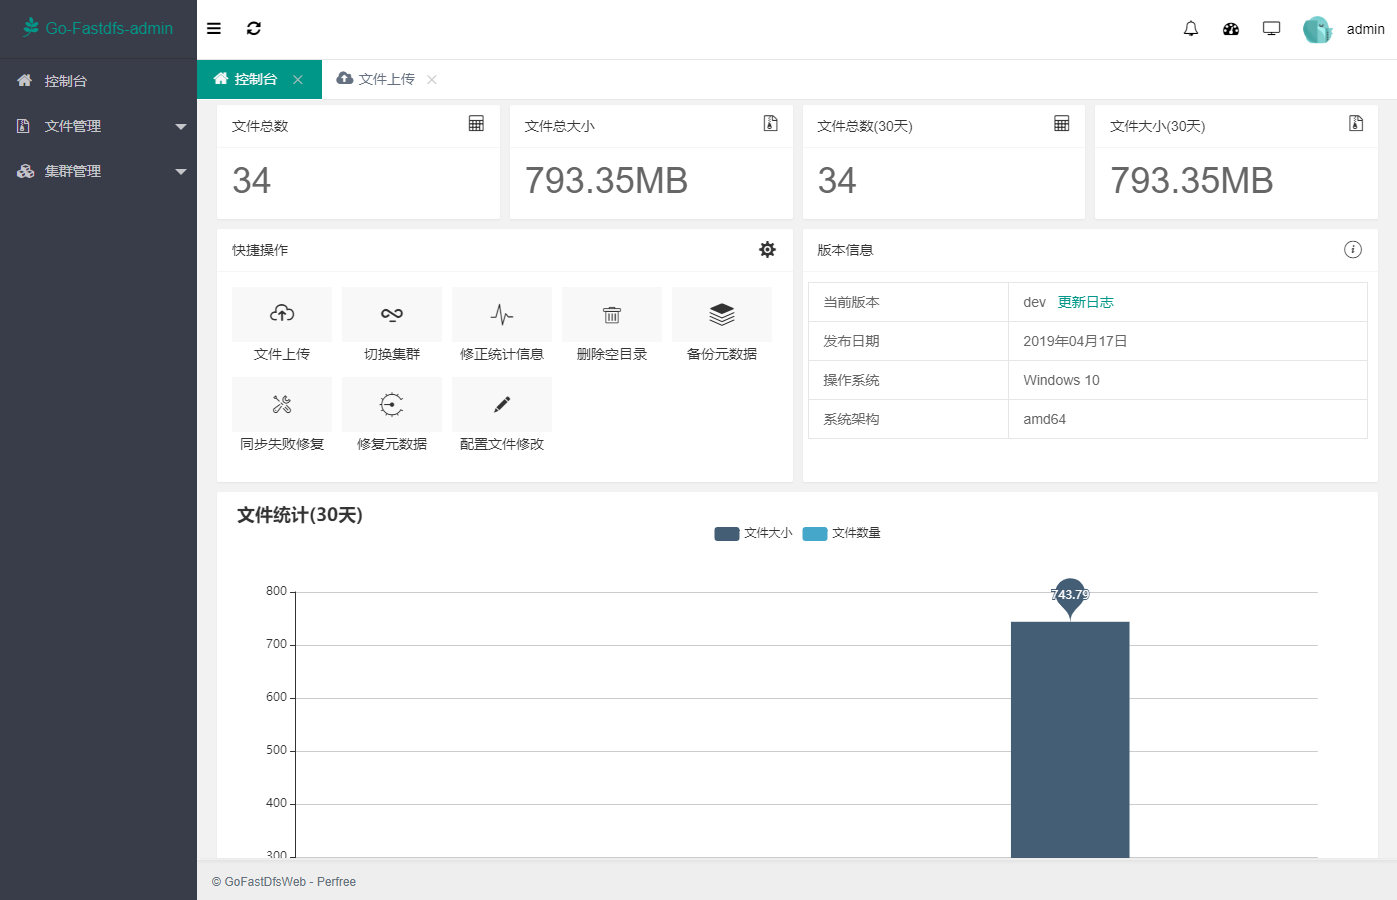 Go-Fastdfs-admin
admin
控制台
文件管理
集群管理
控制台
文件上传
文件总数
34
文件总大小
793.35MB
文件总数(30天)
34
文件大小(30天)
793.35MB
快捷操作
文件上传
切换集群
修正统计信息
删除空目录
备份元数据
同步失败修复
修复元数据
配置文件修改
版本信息
当前版本 dev 更新日志
发布日期 2019年04月17日
操作系统 Windows 10
系统架构 amd64
文件统计(30天)
文件大小 文件数量
800
743.79
700
600
500
400
300
© GoFastDfsWeb - Perfree